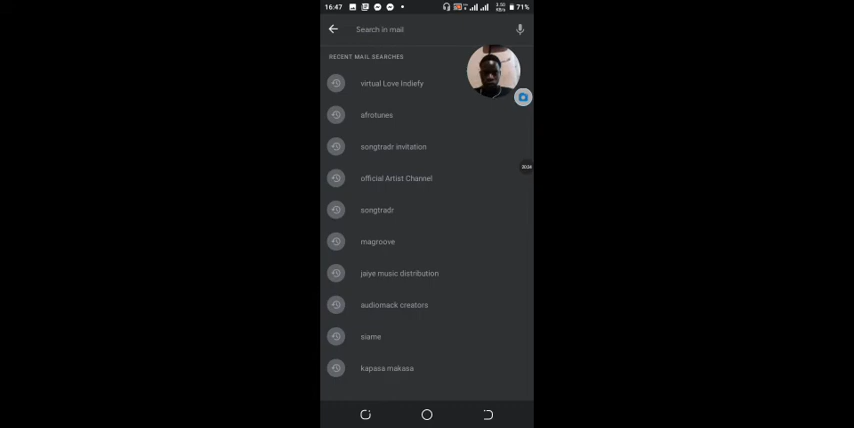 16:47
71%
Search in mail
RECENT MAIL SEARCHES
virtual Love Indiefy
afrotunes
songtradr invitation
official Artist Channel
songtradr
magroove
jaiye music distribution
audiomack creators
siame
kapasa makasa